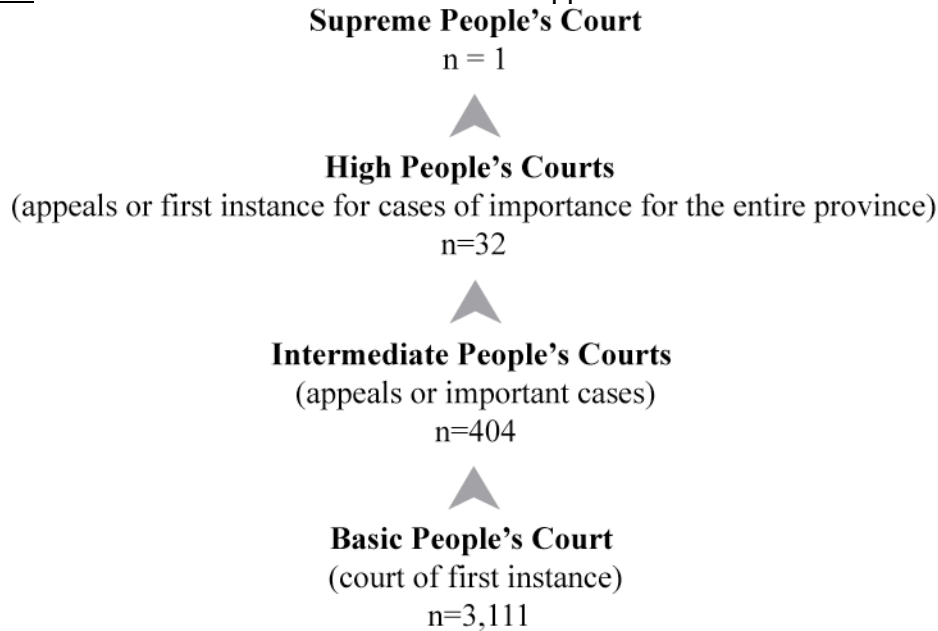 Supreme People’s Court
n = 1
High People’s Courts
(appeals or first instance for cases of importance for the entire province)
n=32
Intermediate People’s Courts
(appeals or important cases)
n=404
Basic People’s Court
(court of first instance)
n=3,111